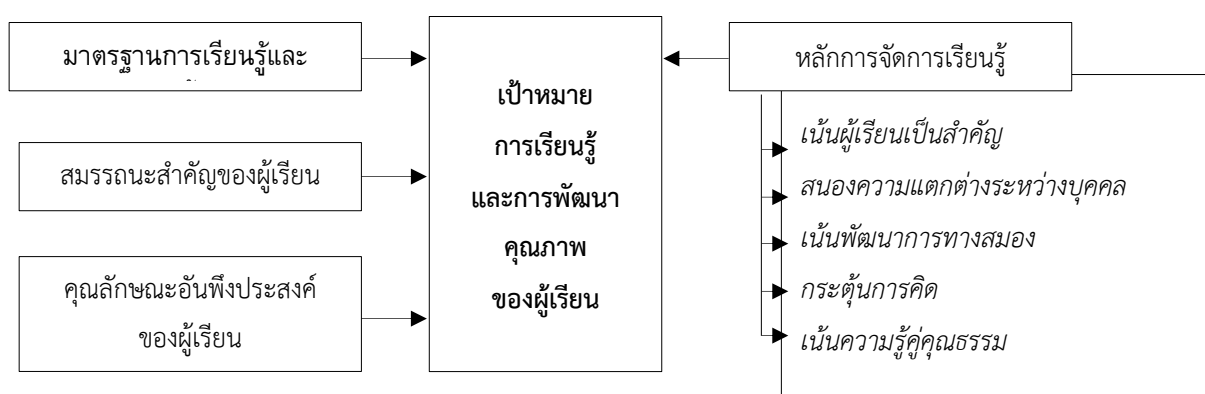 มาตรฐานการเรียนรู้และ
สมรรถนะสำคัญของผู้เรียน
คุณลักษณะอันพึงประสงค์
ของผู้เรียน
เป้าหมาย
การเรียนรู้
และการพัฒนา
คุณภาพ
ของผู้เรียน
หลักการจัดการเรียนรู้
เน้นผู้เรียนเป็นสำคัญ
สนองความแตกต่างระหว่างบุคคล
เน้นพัฒนาการทางสมอง
กระตุ้นการคิด
เน้นความรู้คู่คุณธรรม